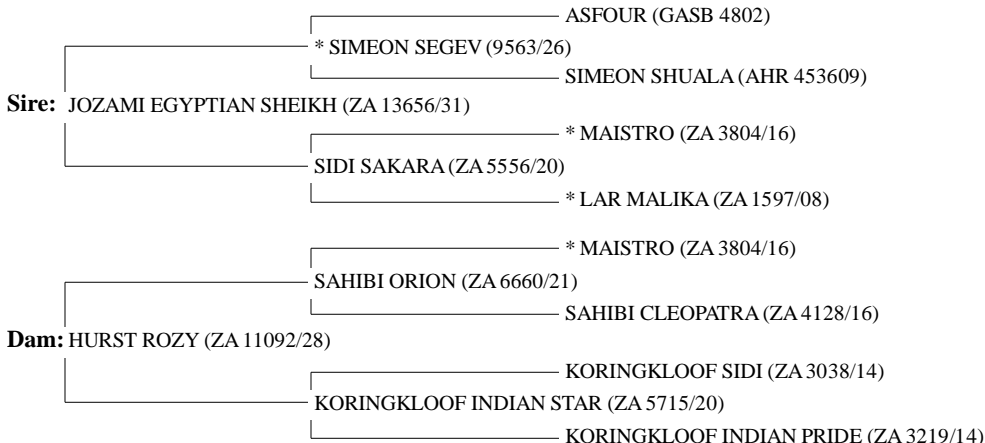 ASFOUR (GASB 4802)
* SIMEON SEGEV (9563/26)
SIMEON SHUALA (AHR 453609)
Sire: JOZAMI EGYPTIAN SHEIKH (ZA 13656/31)
* MAISTRO (ZA 3804/16)
SIDI SAKARA (ZA 5556/20)
* LAR MALIKA (ZA 1597/08)
* MAISTRO (ZA 3804/16)
SAHIBI ORION (ZA 6660/21)
SAHIBI CLEOPATRA (ZA 4128/16)
Dam: HURST ROZY (ZA 11092/28)
KORINGKLOOF SIDI (ZA 3038/14)
KORINGKLOOF INDIAN STAR (ZA 5715/20)
KORINGKLOOF INDIAN PRIDE (ZA 3219/14)